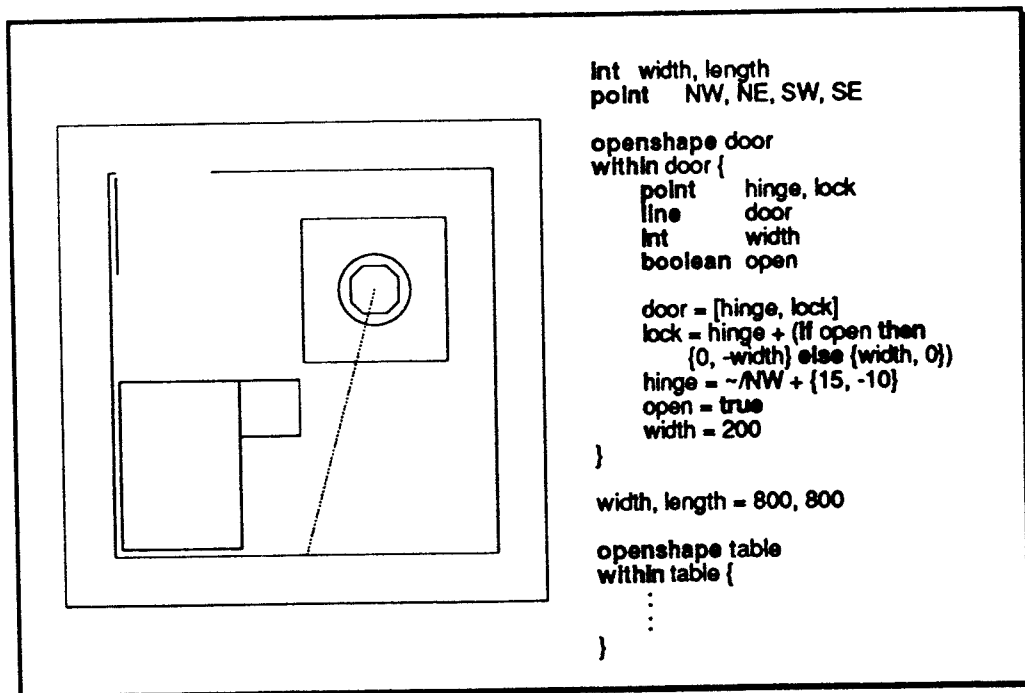 int width, length
point NW, NE, SW, SE
openshape door
within door {
point hinge, lock
line door
int width
boolean open
door = [hinge, lock]
lock = hinge + (if open then
{0, -width} else {width, 0})
hinge = ~/NW + {15, -10}
open = true
width = 200
}
width, length = 800, 800
openshape table
within table {
⋮
}